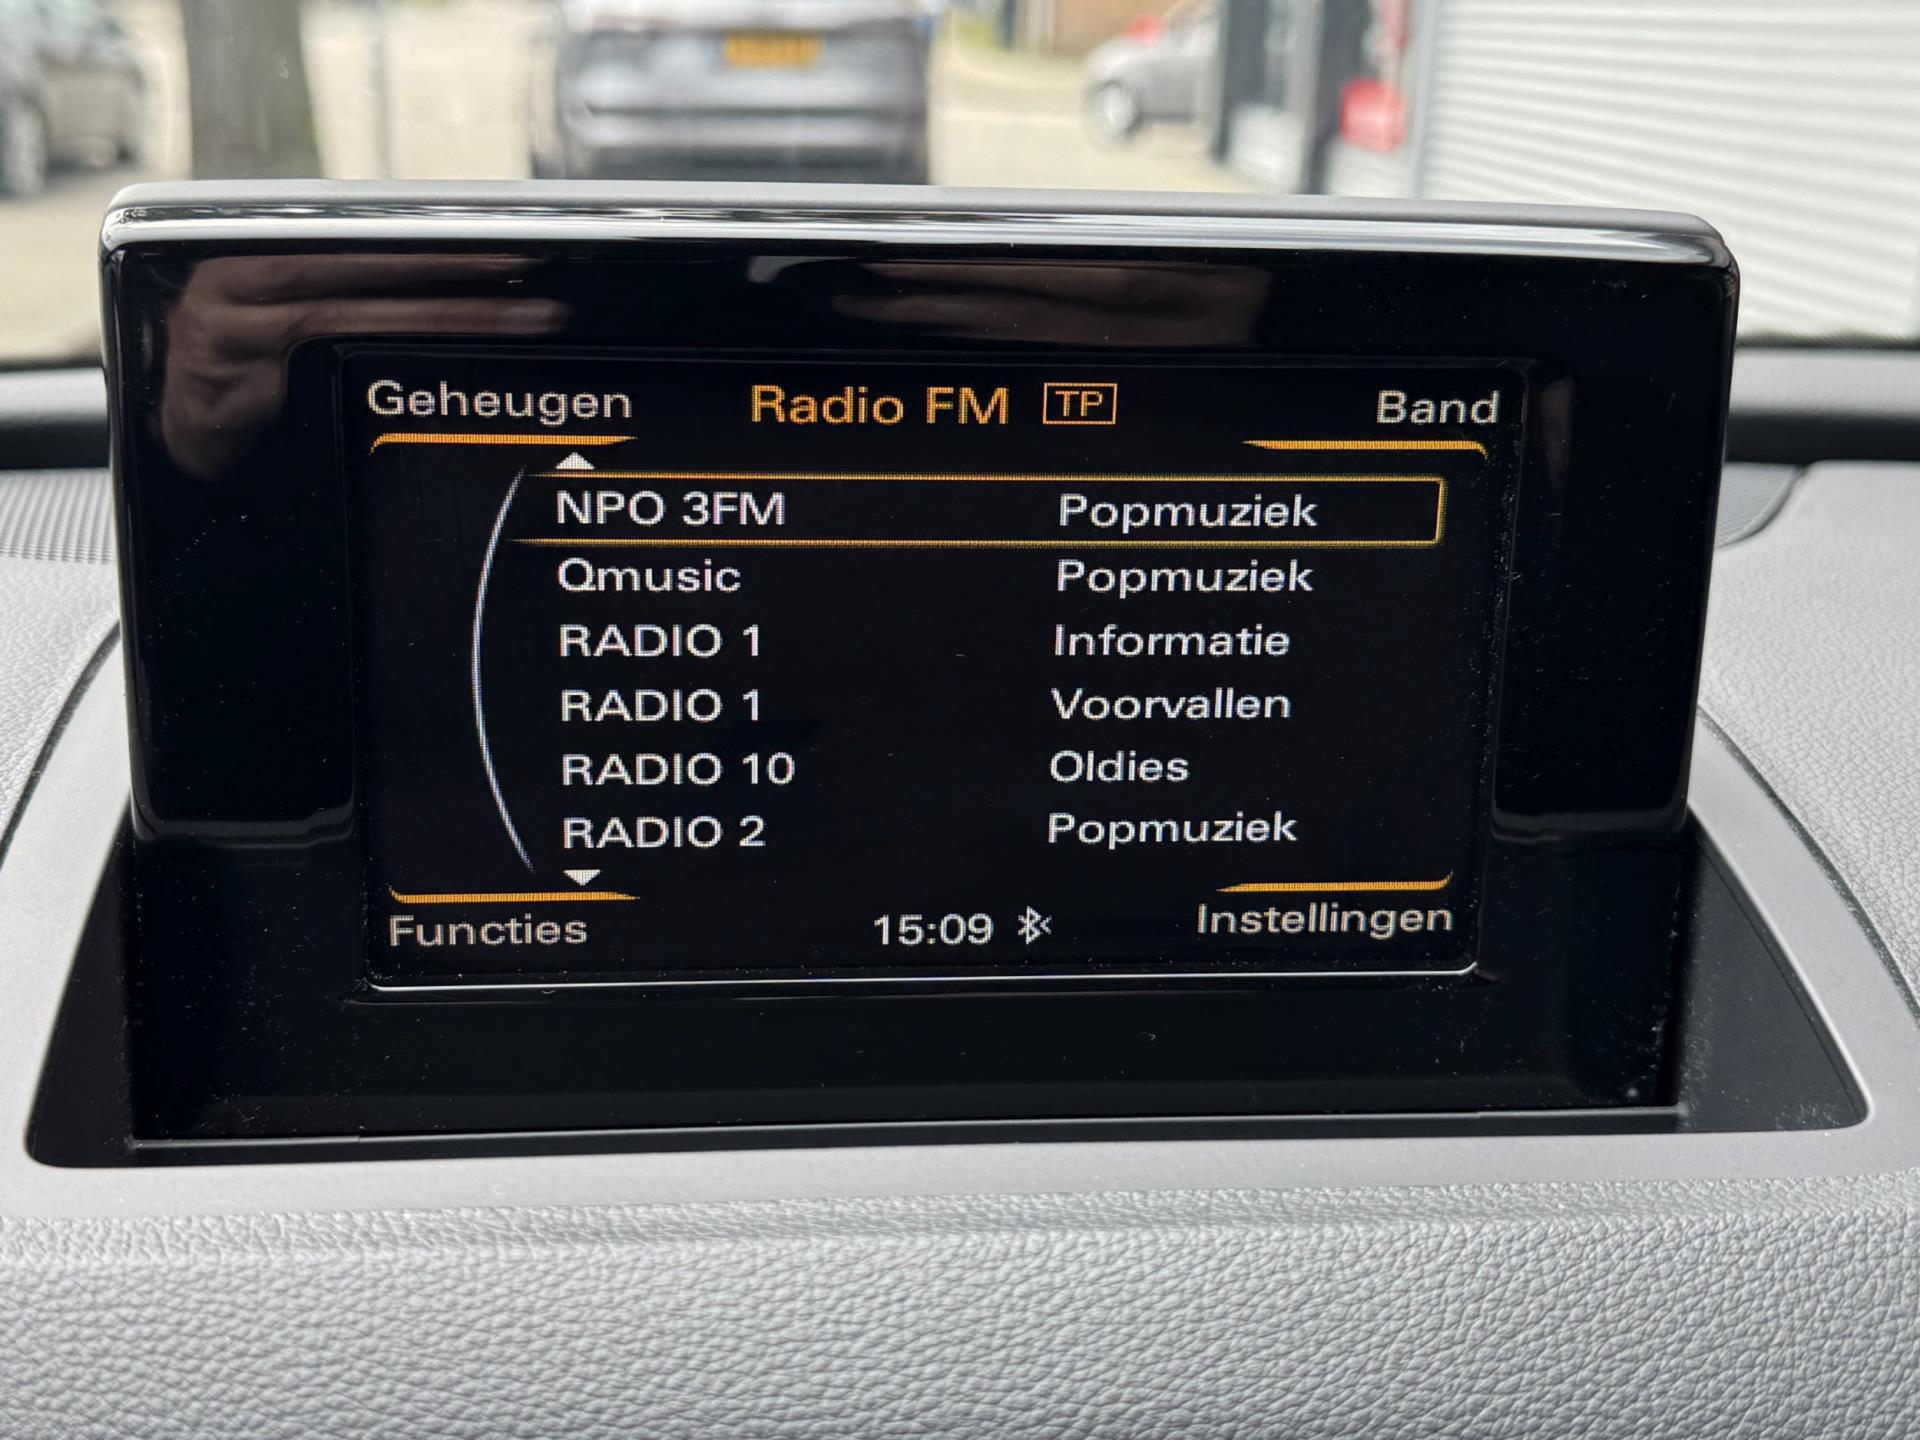 Geheugen Radio FM TP Band
NPO 3FM Popmuziek
Qmusic Popmuziek
RADIO 1 Informatie
RADIO 1 Voorvallen
RADIO 10 Oldies
RADIO 2 Popmuziek
Functies 15:09 Instellingen